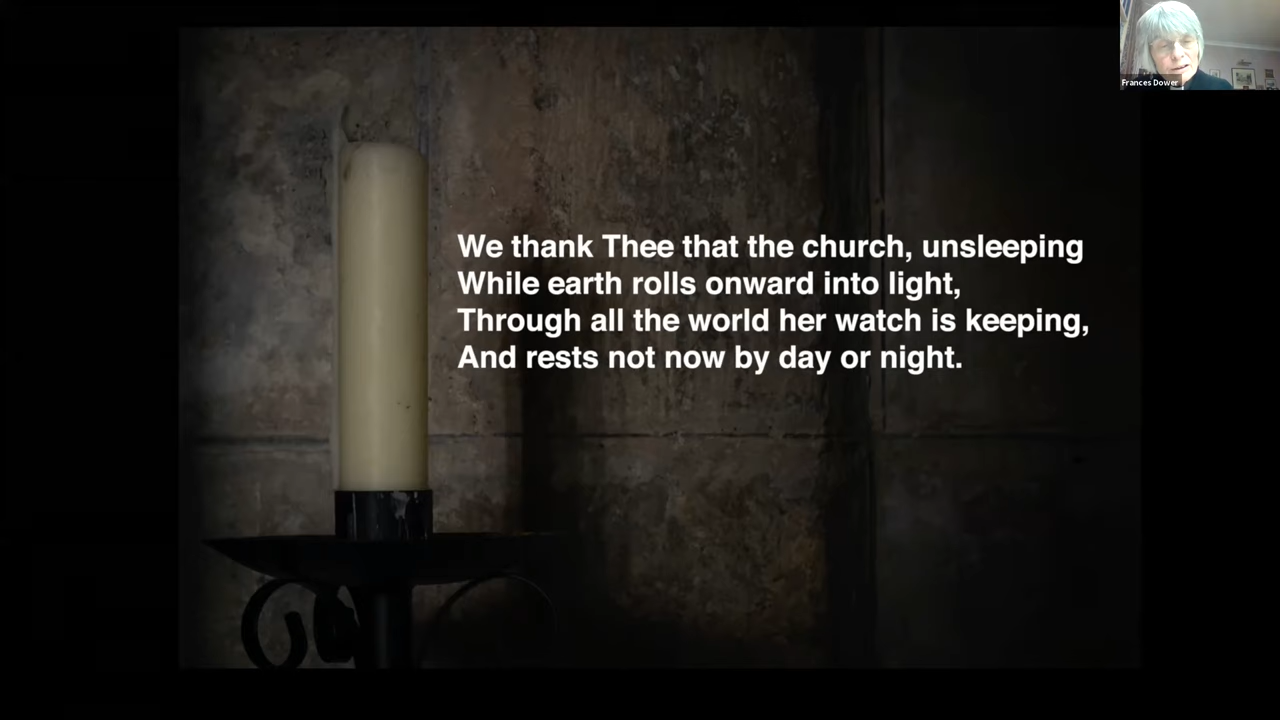 Frances Dower
We thank Thee that the church, unsleeping
While earth rolls onward into light,
Through all the world her watch is keeping,
And rests not now by day or night.